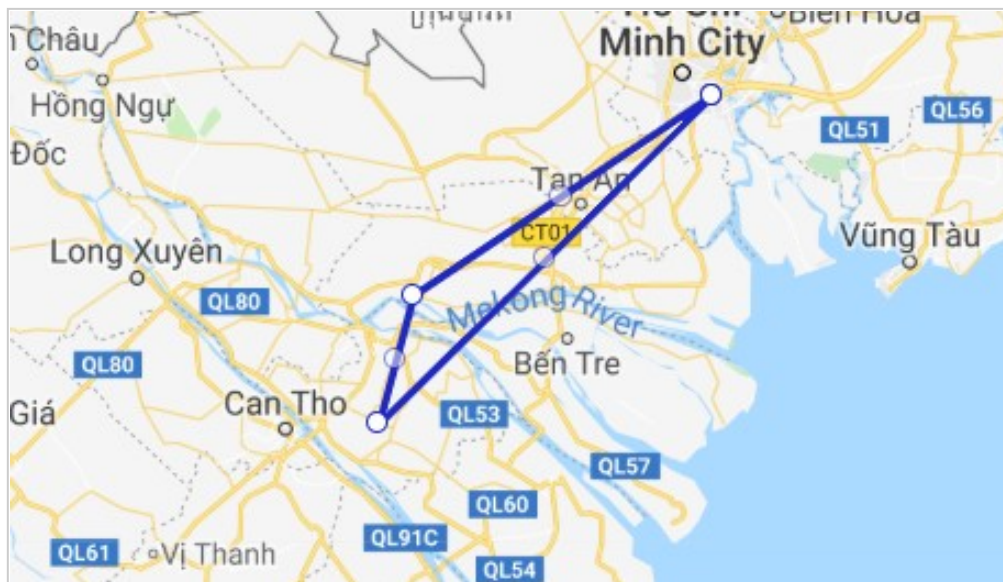 Minh City
Biên Hòa
Châu
Hồng Ngự
QL51
QL56
Đốc
Tan An
CT01
Vũng Tàu
Long Xuyên
QL80
Mekong River
QL80
Bến Tre
Giá
Can Tho
QL53
QL57
QL60
QL91C
QL61
Vị Thanh
QL54